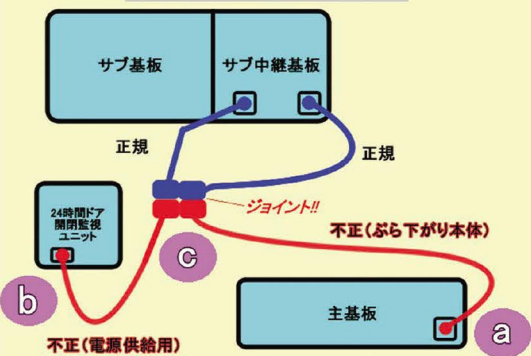 サブ基板
サブ中継基板
正規
正規
ジョイント!!
24時間ドア
開閉監視
ユニット
不正(ぶら下がり本体)
c
b
主基板
a
不正(電源供給用)